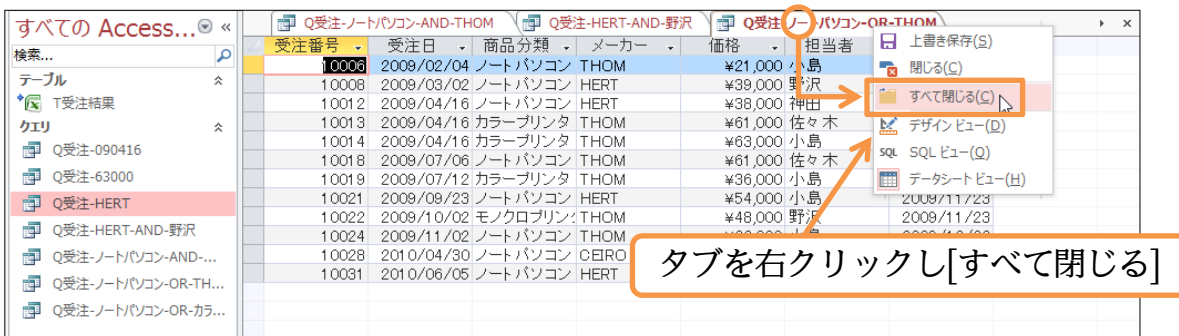 すべての Access... «
Q受注-ノートパソコン-AND-THOM Q受注-HERT-AND-野沢 Q受注-ノートパソコン-OR-THOM
検索...
テーブル
T受注結果
クエリ
Q受注-090416
Q受注-63000
Q受注-HERT
Q受注-HERT-AND-野沢
Q受注-ノートパソコン-AND-...
Q受注-ノートパソコン-OR-TH...
Q受注-ノートパソコン-OR-カラ...
受注番号 受注日 商品分類 メーカー 価格 担当者
10006 2009/02/04 ノートパソコン THOM ¥21,000 小島
10008 2009/03/02 ノートパソコン HERT ¥39,000 野沢
10012 2009/04/16 ノートパソコン HERT ¥38,000 神田
10013 2009/04/16 カラープリンタ THOM ¥61,000 佐々木
10014 2009/04/16 カラープリンタ THOM ¥63,000 小島
10018 2009/07/06 ノートパソコン THOM ¥61,000 佐々木
10019 2009/07/12 カラープリンタ THOM ¥36,000 小島
10021 2009/09/23 ノートパソコン HERT ¥54,000 小島 2009/11/23
10022 2009/10/02 モノクロプリン THOM ¥48,000 野沢 2009/11/23
10024 2009/11/02 ノートパソコン THOM
10028 2010/04/30 ノートパソコン CEIRO
10031 2010/06/05 ノートパソコン HERT
上書き保存(S)
閉じる(C)
すべて閉じる(C)
デザイン ビュー(D)
SQL SQL ビュー(Q)
データシート ビュー(H)
タブを右クリックし[すべて閉じる]